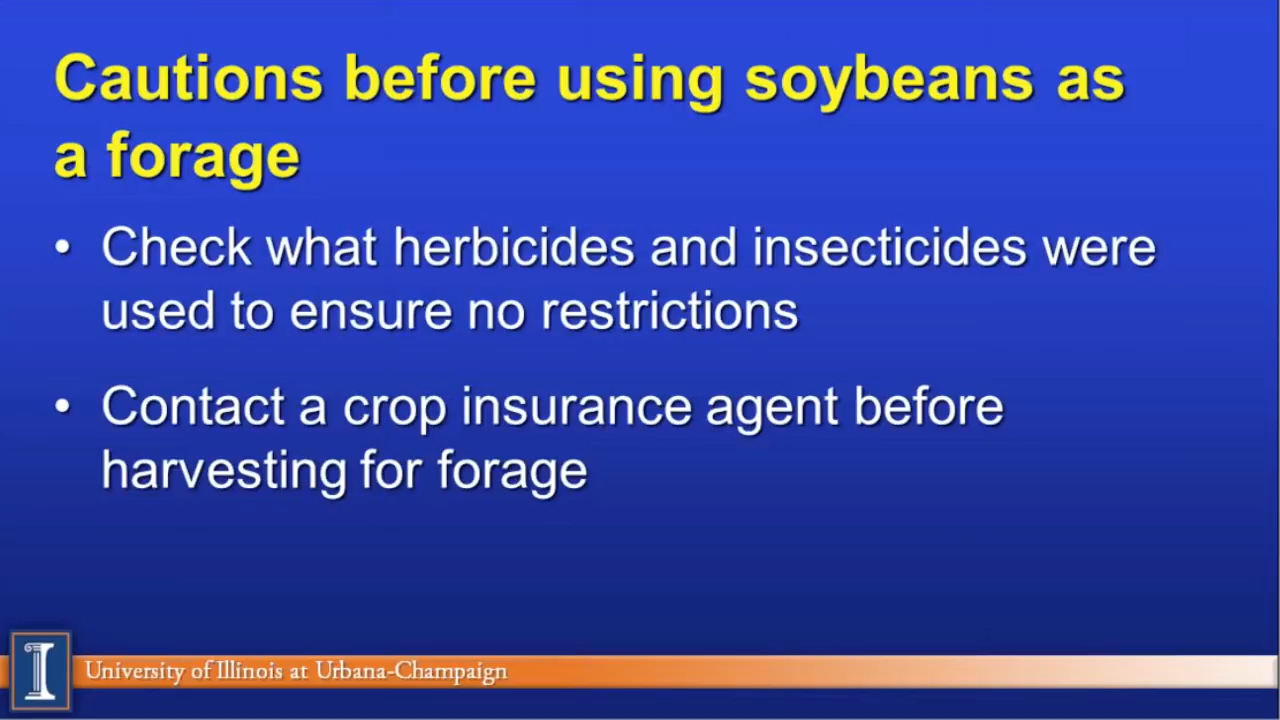 Cautions before using soybeans as
a forage
• Check what herbicides and insecticides were
used to ensure no restrictions
• Contact a crop insurance agent before
harvesting for forage
I
University of Illinois at Urbana-Champaign